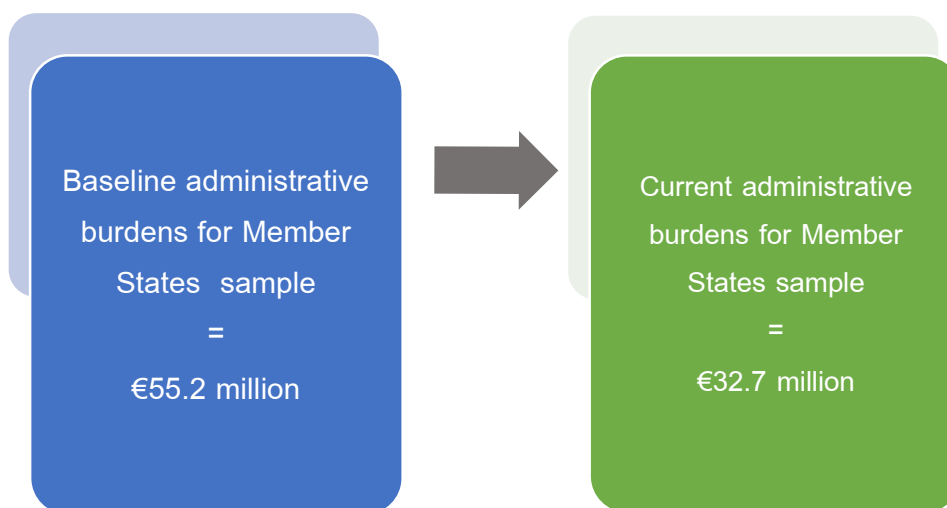 Baseline administrative
burdens for Member
States sample
=
€55.2 million
Current administrative
burdens for Member
States sample
=
€32.7 million